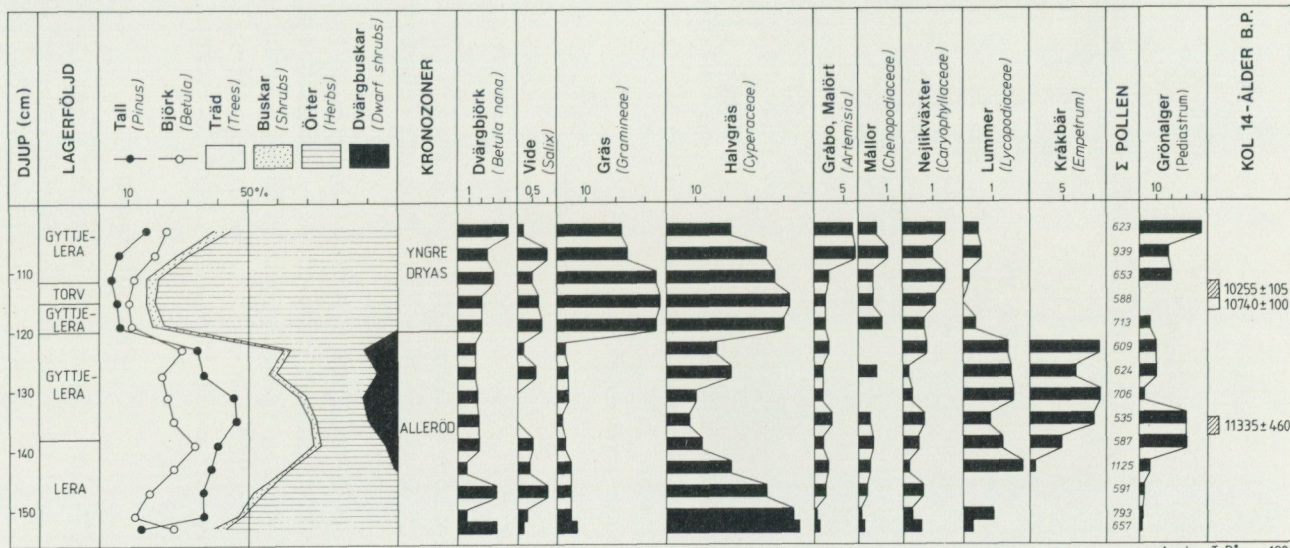 DJUP (cm)
LAGERFÖLJD
Tall
(Pinus)
Björk
(Betula)
Träd
(Trees)
Buskar
(Shrubs)
Örter
(Herbs)
Dvärgbuskar
(Dwarf shrubs)
KRONOZONER
Dvärgbjörk
(Betula nana)
Vide
(Salix)
Gräs
(Gramineae)
Halvgräs
(Cyperaceae)
Gråbo, Malört
(Artemisia)
Mållor
(Chenopodiaceae)
Nejlikväxter
(Caryophyllaceae)
Lummer
(Lycopodiaceae)
Kråkbär
(Empetrum)
Σ POLLEN
Grönalger
(Pediastrum)
KOL 14-ÅLDER B.P.
10 50% 1 0,5 10 10 5 1 1 1 5 10
GYTTJE-
LERA
TORV
GYTTJE-
LERA
GYTTJE-
LERA
LERA
110
120
130
140
150
YNGRE
DRYAS
ALLERÖD
623
939
653
588
713
609
624
706
535
587
1125
591
793
657
10255±105
10740±100
11335±460